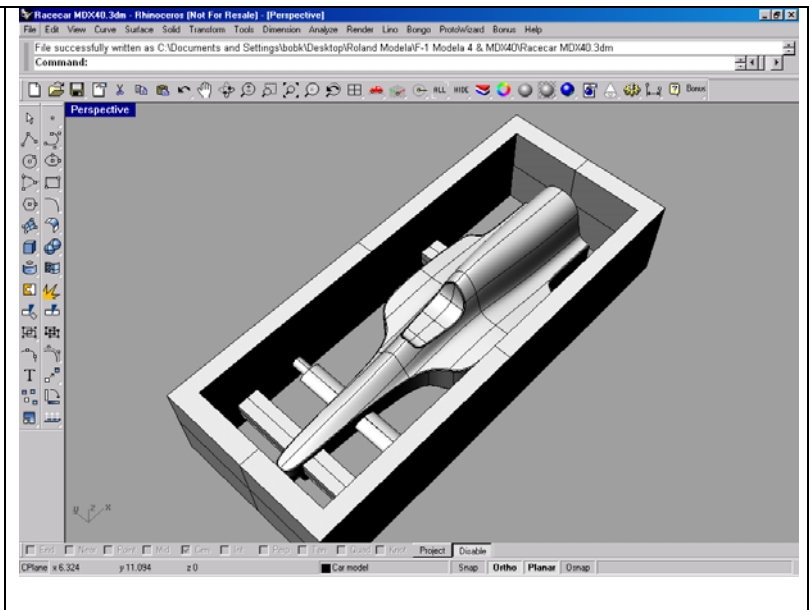 Racecar MDX40.3dm - Rhinoceros (Not For Resale) - [Perspective]
File Edit View Curve Surface Solid Transform Tools Dimension Analyze Render Lino Bongo ProtoWizard Bonus Help
File successfully written as C:\Documents and Settings\bobk\Desktop\Roland Modela\F-1 Modela 4 & MDX40\Racecar MDX40.3dm
Command:
ALL HIDE Bonus
Perspective
T
y z x
End Near Point Mid Cen Int Perp Tan Quad Knot Project Disable
CPlane x 6.324 y 11.094 z 0 Car model Snap Ortho Planar Osnap